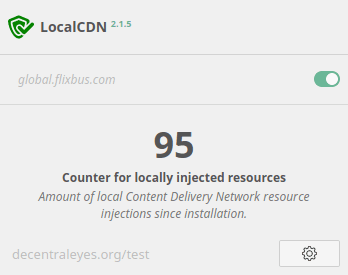 LocalCDN 2.1.5
global.flixbus.com
95
Counter for locally injected resources
Amount of local Content Delivery Network resource
injections since installation.
decentraleyes.org/test